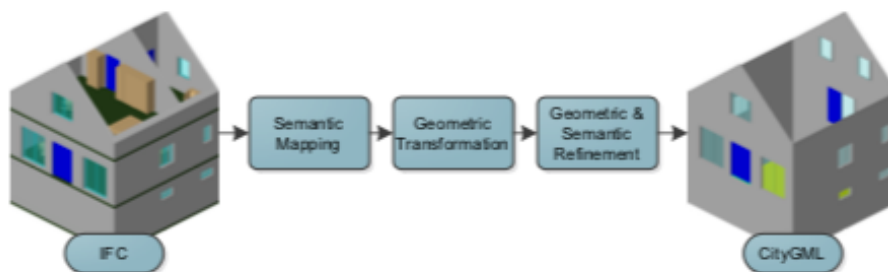 Semantic
Mapping
Geometric
Transformation
Geometric &
Semantic
Refinement
IFC
CityGML